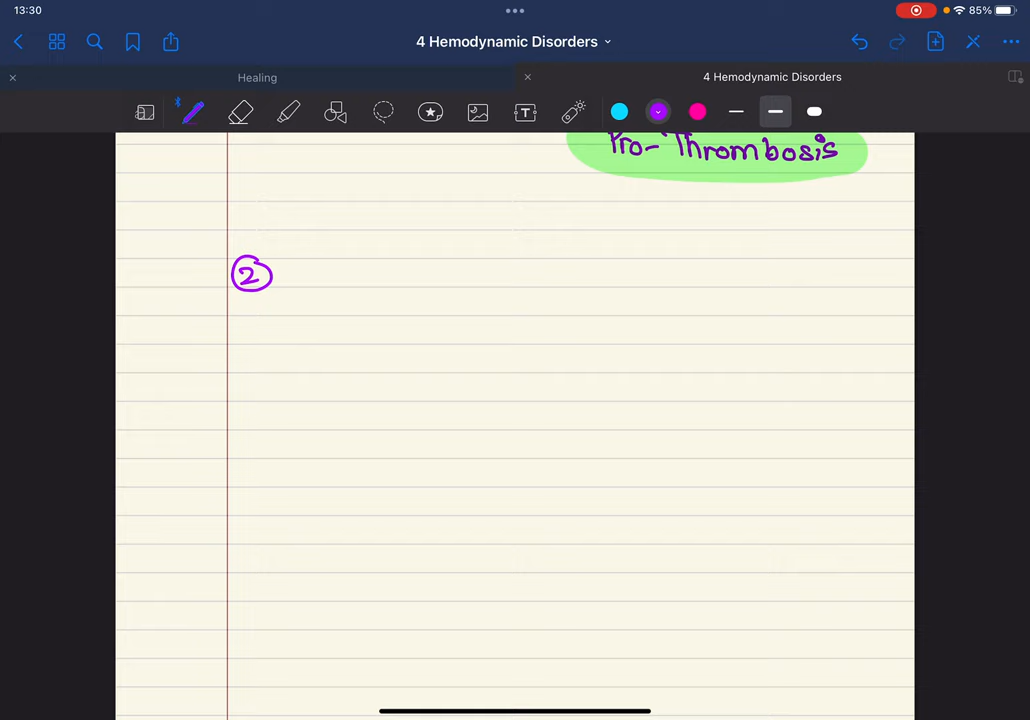 13:30
85%
4 Hemodynamic Disorders
Healing
4 Hemodynamic Disorders
T
Pro-Thrombosis
2